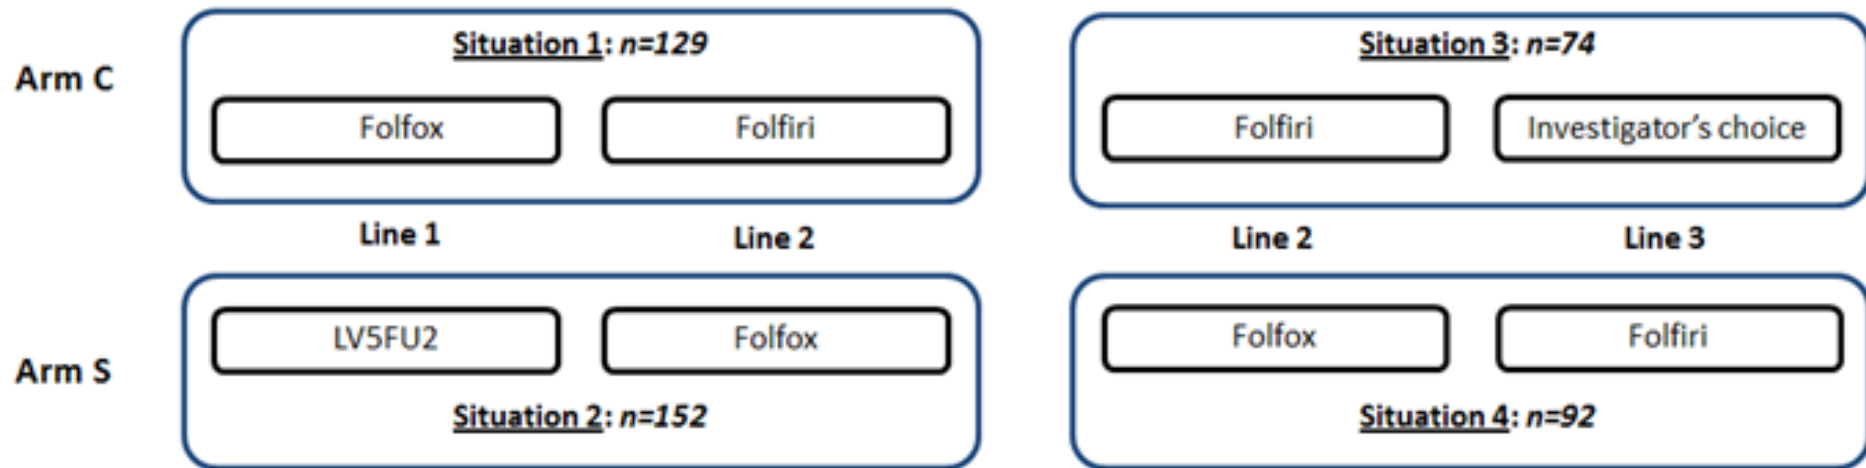 Situation 1: n=129
Situation 3: n=74
Arm C
Folfox
Folfiri
Folfiri
Investigator's choice
Line 1
Line 2
Line 2
Line 3
Arm S
LV5FU2
Folfox
Folfox
Folfiri
Situation 2: n=152
Situation 4: n=92